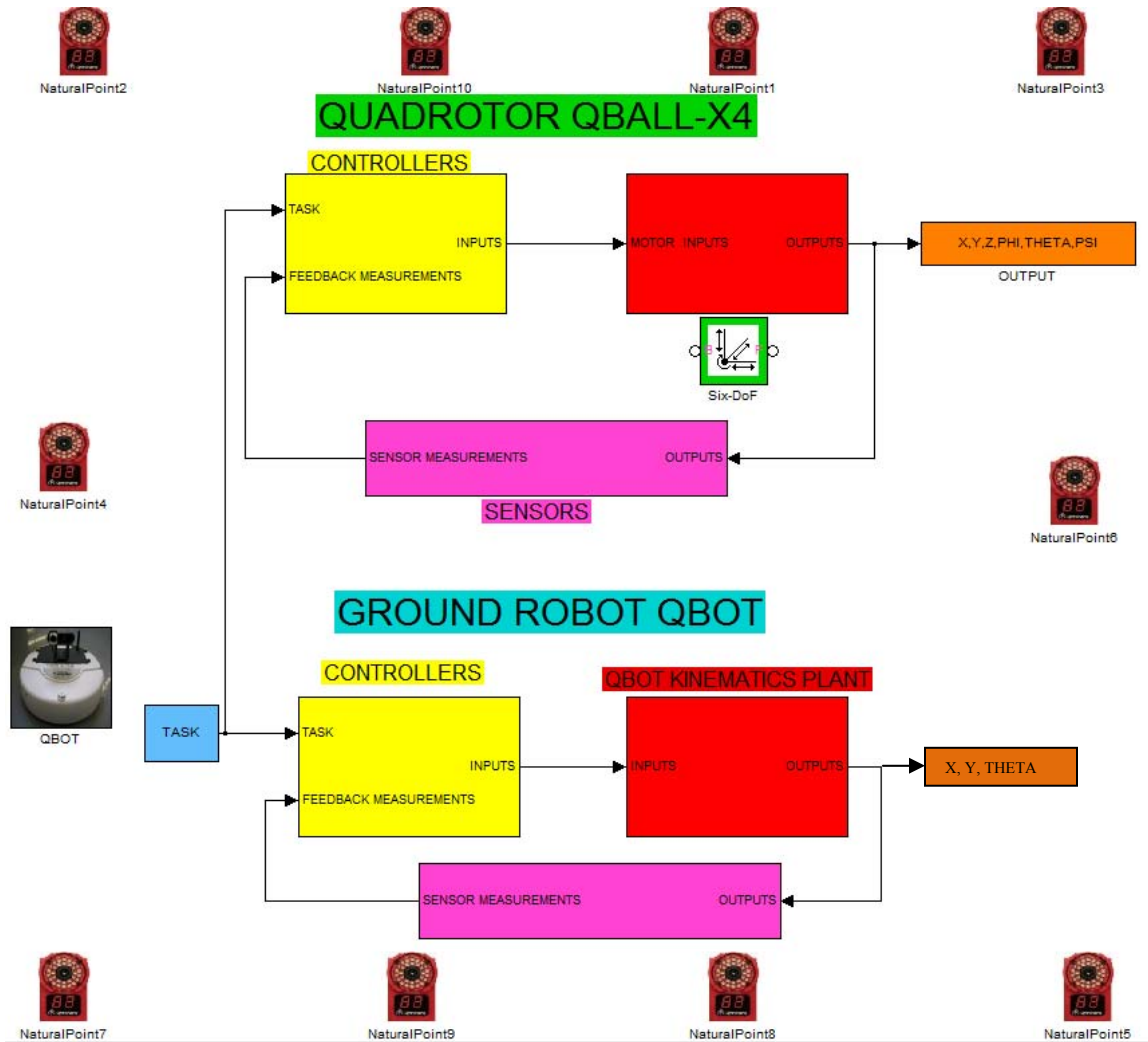 NaturalPoint2
NaturalPoint10
NaturalPoint1
NaturalPoint3
QUADROTOR QBALL-X4
CONTROLLERS
TASK
INPUTS
FEEDBACK MEASUREMENTS
MOTOR INPUTS
OUTPUTS
X,Y,Z,PHI,THETA,PSI
OUTPUT
Six-DoF
SENSOR MEASUREMENTS
OUTPUTS
SENSORS
NaturalPoint4
NaturalPoint6
GROUND ROBOT QBOT
QBOT
TASK
CONTROLLERS
TASK
INPUTS
FEEDBACK MEASUREMENTS
QBOT KINEMATICS PLANT
INPUTS
OUTPUTS
X, Y, THETA
SENSOR MEASUREMENTS
OUTPUTS
NaturalPoint7
NaturalPoint9
NaturalPoint8
NaturalPoint5